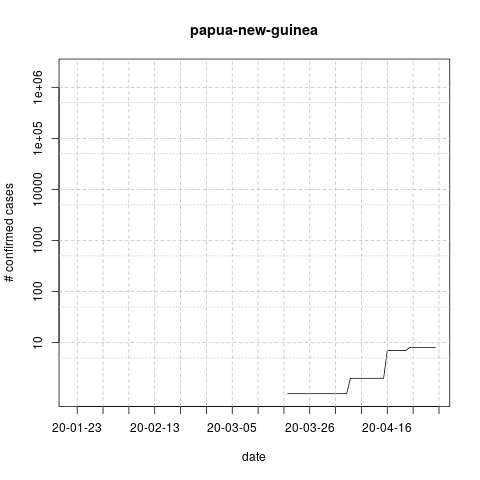 papua-new-guinea
# confirmed cases
1e+06
1e+05
10000
1000
100
10
20-01-23 20-02-13 20-03-05 20-03-26 20-04-16
date